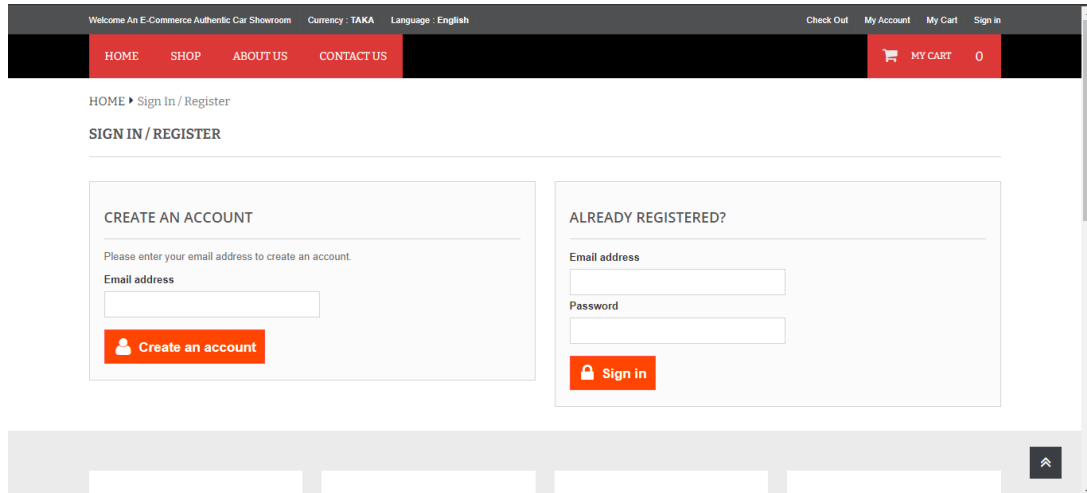 Welcome An E-Commerce Authentic Car Showroom Currency : TAKA Language : English Check Out My Account My Cart Sign in
HOME SHOP ABOUT US CONTACT US MY CART 0
HOME Sign In / Register
SIGN IN / REGISTER
CREATE AN ACCOUNT
Please enter your email address to create an account.
Email address
Create an account
ALREADY REGISTERED?
Email address
Password
Sign in